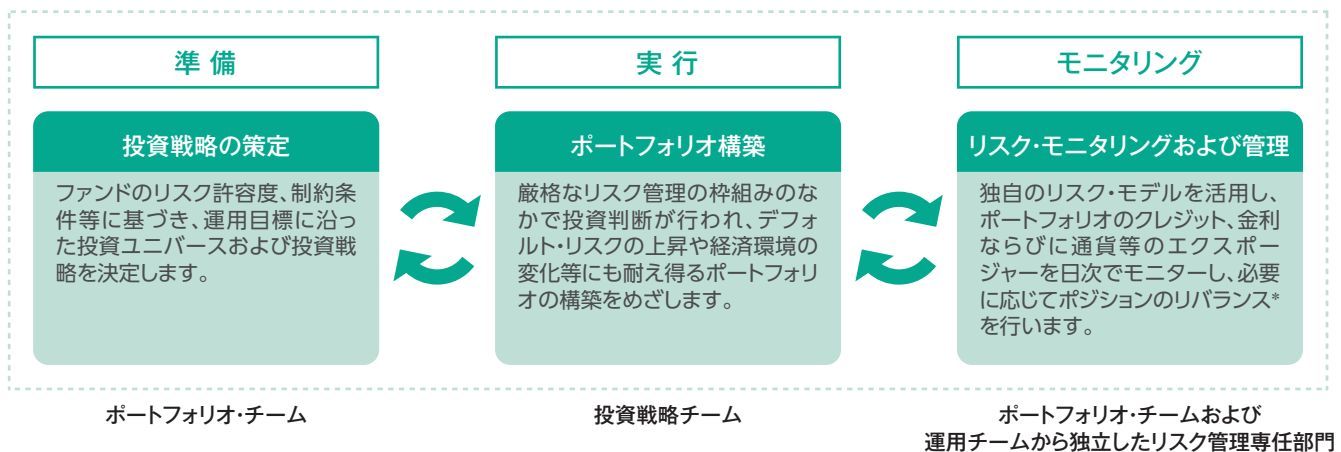 準 備
投資戦略の策定
ファンドのリスク許容度、制約条
件等に基づき、運用目標に沿っ
た投資ユニバースおよび投資戦
略を決定します。
ポートフォリオ・チーム
実 行
ポートフォリオ構築
厳格なリスク管理の枠組みのな
かで投資判断が行われ、デフォ
ルト・リスクの上昇や経済環境の
変化等にも耐え得るポートフォリ
オの構築をめざします。
投資戦略チーム
モニタリング
リスク・モニタリングおよび管理
独自のリスク・モデルを活用し、
ポートフォリオのクレジット、金利
ならびに通貨等のエクスポー
ジャーを日次でモニターし、必要
に応じてポジションのリバランス*
を行います。
ポートフォリオ・チームおよび
運用チームから独立したリスク管理専任部門